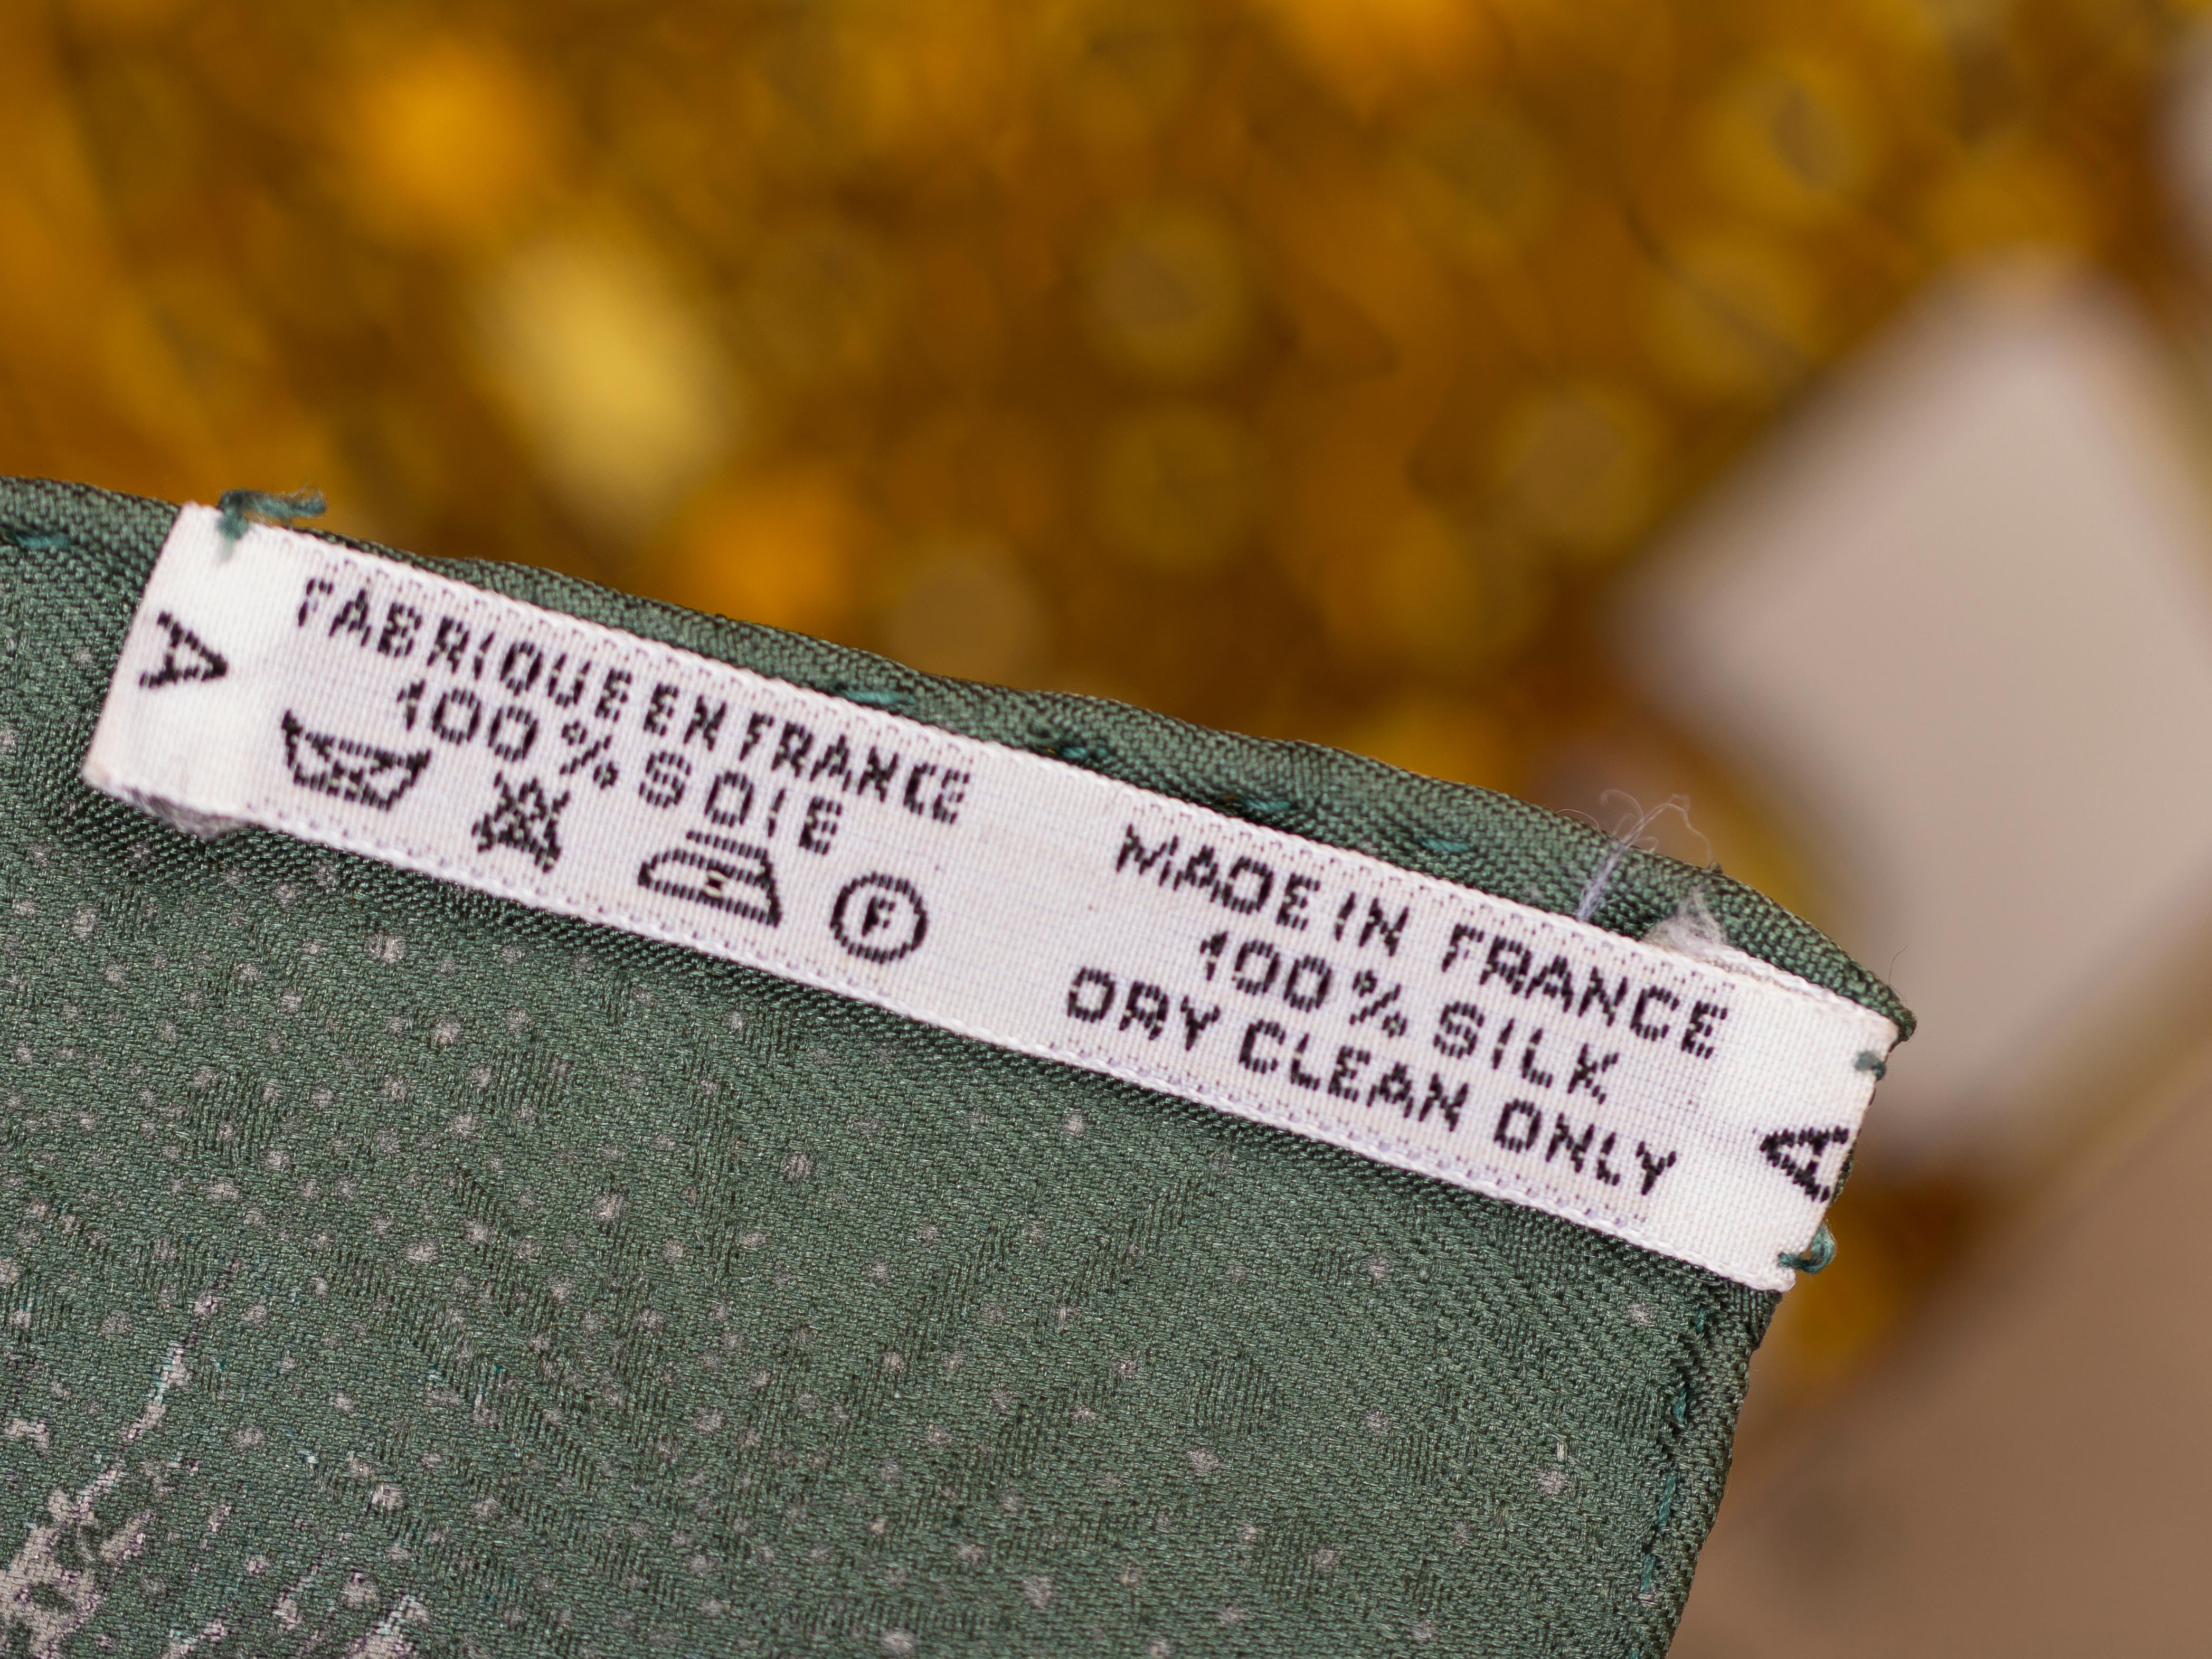 A
FABRIQUE EN FRANCE
100% SOIE
F
MADE IN FRANCE
100% SILK
DRY CLEAN ONLY
A